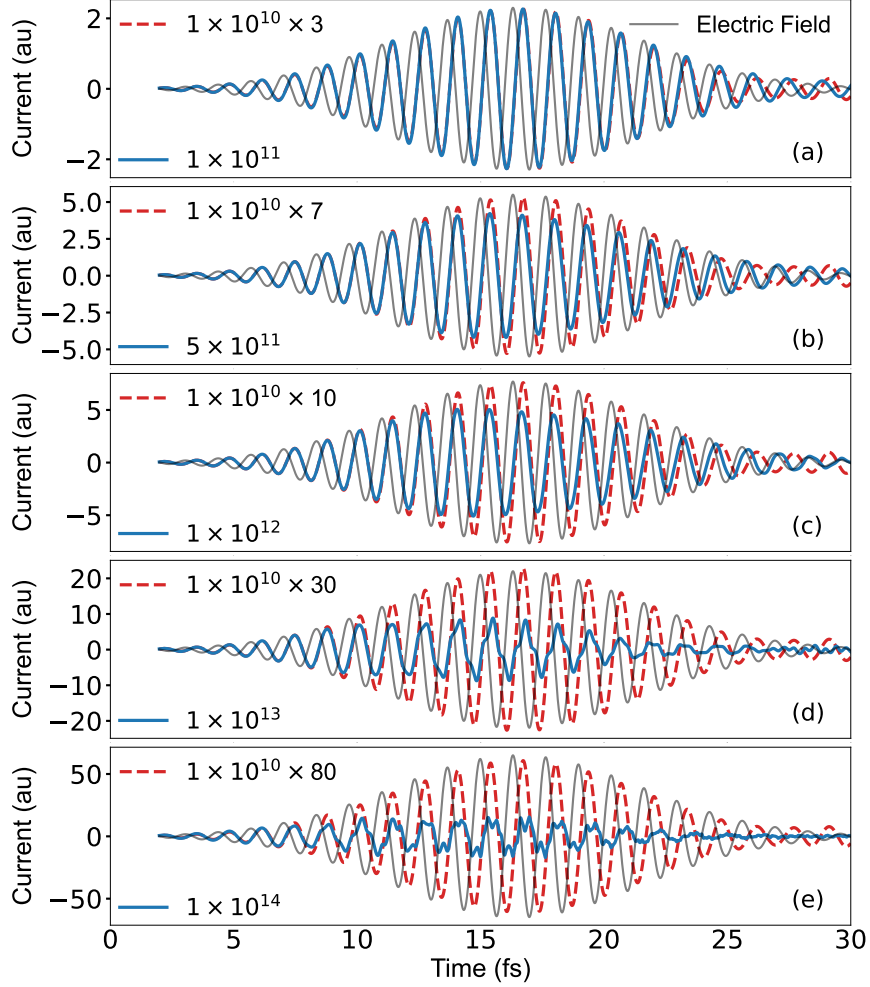 1 × 10¹⁰ × 3
Electric Field
2
0
−2
Current (au)
1 × 10¹¹
(a)
1 × 10¹⁰ × 7
5.0
2.5
0.0
−2.5
−5.0
Current (au)
5 × 10¹¹
(b)
1 × 10¹⁰ × 10
5
0
−5
Current (au)
1 × 10¹²
(c)
1 × 10¹⁰ × 30
20
10
0
−10
−20
Current (au)
1 × 10¹³
(d)
1 × 10¹⁰ × 80
50
0
−50
Current (au)
1 × 10¹⁴
(e)
0 5 10 15 20 25 30
Time (fs)